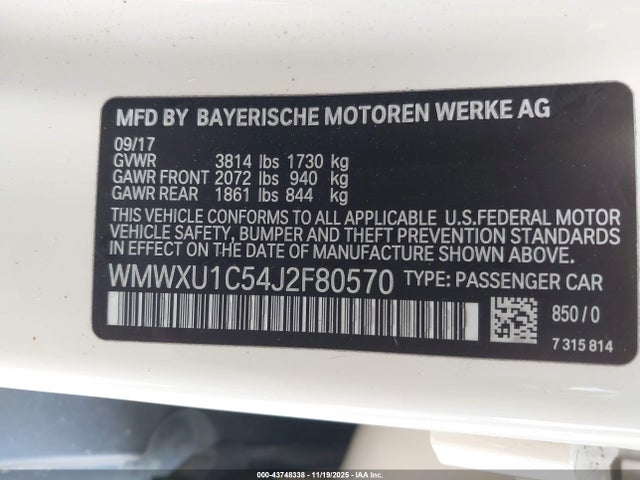 MFD BY BAYERISCHE MOTOREN WERKE AG
09/17
GVWR 3814 lbs 1730 kg
GAWR FRONT 2072 lbs 940 kg
GAWR REAR 1861 lbs 844 kg
THIS VEHICLE CONFORMS TO ALL APPLICABLE U.S.FEDERAL MOTOR
VEHICLE SAFETY, BUMPER AND THEFT PREVENTION STANDARDS
IN EFFECT ON THE DATE OF MANUFACTURE SHOWN ABOVE.
WMWXU1C54J2F80570 TYPE: PASSENGER CAR
850/0
7 315 814
000-43748338 - 11/19/2025 - IAA, Inc.